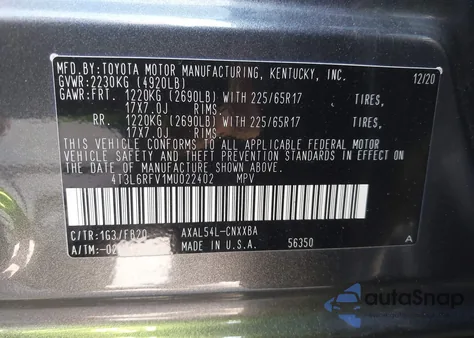 MFD.BY:TOYOTA MOTOR MANUFACTURING, KENTUCKY, INC. 12/20
GVWR:2230KG (4920LB)
GAWR:FRT. 1220KG (2690LB) WITH 225/65R17 TIRES,
17X7.0J RIMS.
RR. 1220KG (2690LB) WITH 225/65R17 TIRES,
17X7.0J RIMS.
THIS VEHICLE CONFORMS TO ALL APPLICABLE FEDERAL MOTOR
VEHICLE SAFETY AND BUMPER STANDARDS IN EFFECT ON
THE DATE OF MANUFACTURE SHOWN ABOVE.
4T3L6RFV1MU022402 MPV
C/TR:1G3/FB20 AXAL54L-CNXXBA
A/TM:-02 MADE IN U.S.A. 56350 A
autoSnap